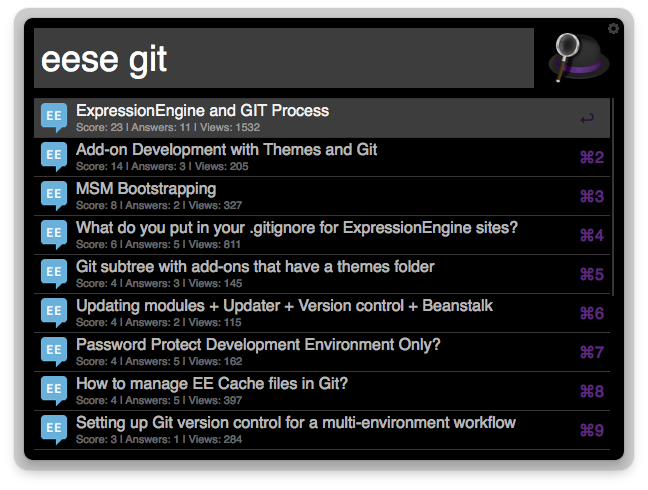 eese git
EE
ExpressionEngine and GIT Process
Score: 23 | Answers: 11 | Views: 1532
↩
EE
Add-on Development with Themes and Git
Score: 14 | Answers: 3 | Views: 205
⌘2
EE
MSM Bootstrapping
Score: 8 | Answers: 2 | Views: 327
⌘3
EE
What do you put in your .gitignore for ExpressionEngine sites?
Score: 6 | Answers: 5 | Views: 811
⌘4
EE
Git subtree with add-ons that have a themes folder
Score: 4 | Answers: 3 | Views: 145
⌘5
EE
Updating modules + Updater + Version control + Beanstalk
Score: 4 | Answers: 2 | Views: 115
⌘6
EE
Password Protect Development Environment Only?
Score: 4 | Answers: 5 | Views: 162
⌘7
EE
How to manage EE Cache files in Git?
Score: 4 | Answers: 5 | Views: 397
⌘8
EE
Setting up Git version control for a multi-environment workflow
Score: 3 | Answers: 1 | Views: 284
⌘9